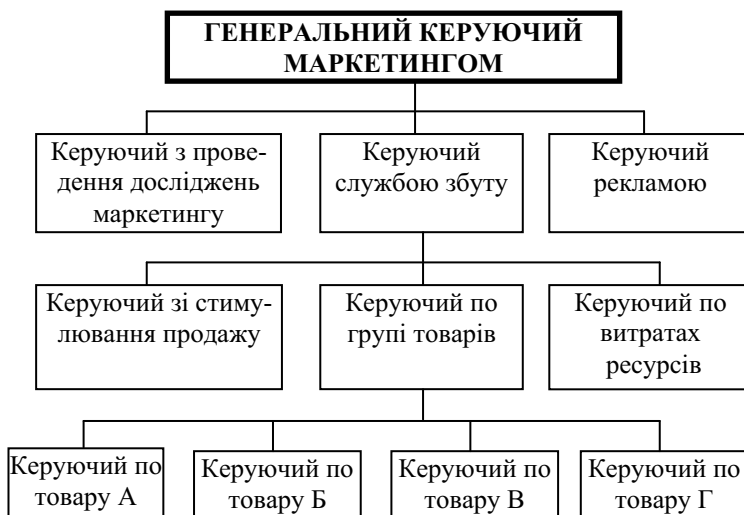 ГЕНЕРАЛЬНИЙ КЕРУЮЧИЙ
МАРКЕТИНГОМ
Керуючий з прове-
дення досліджень
маркетингу
Керуючий
службою збуту
Керуючий
рекламою
Керуючий зі стиму-
лювання продажу
Керуючий по
групі товарів
Керуючий по
витратах
ресурсів
Керуючий по
товару А
Керуючий по
товару Б
Керуючий по
товару В
Керуючий по
товару Г